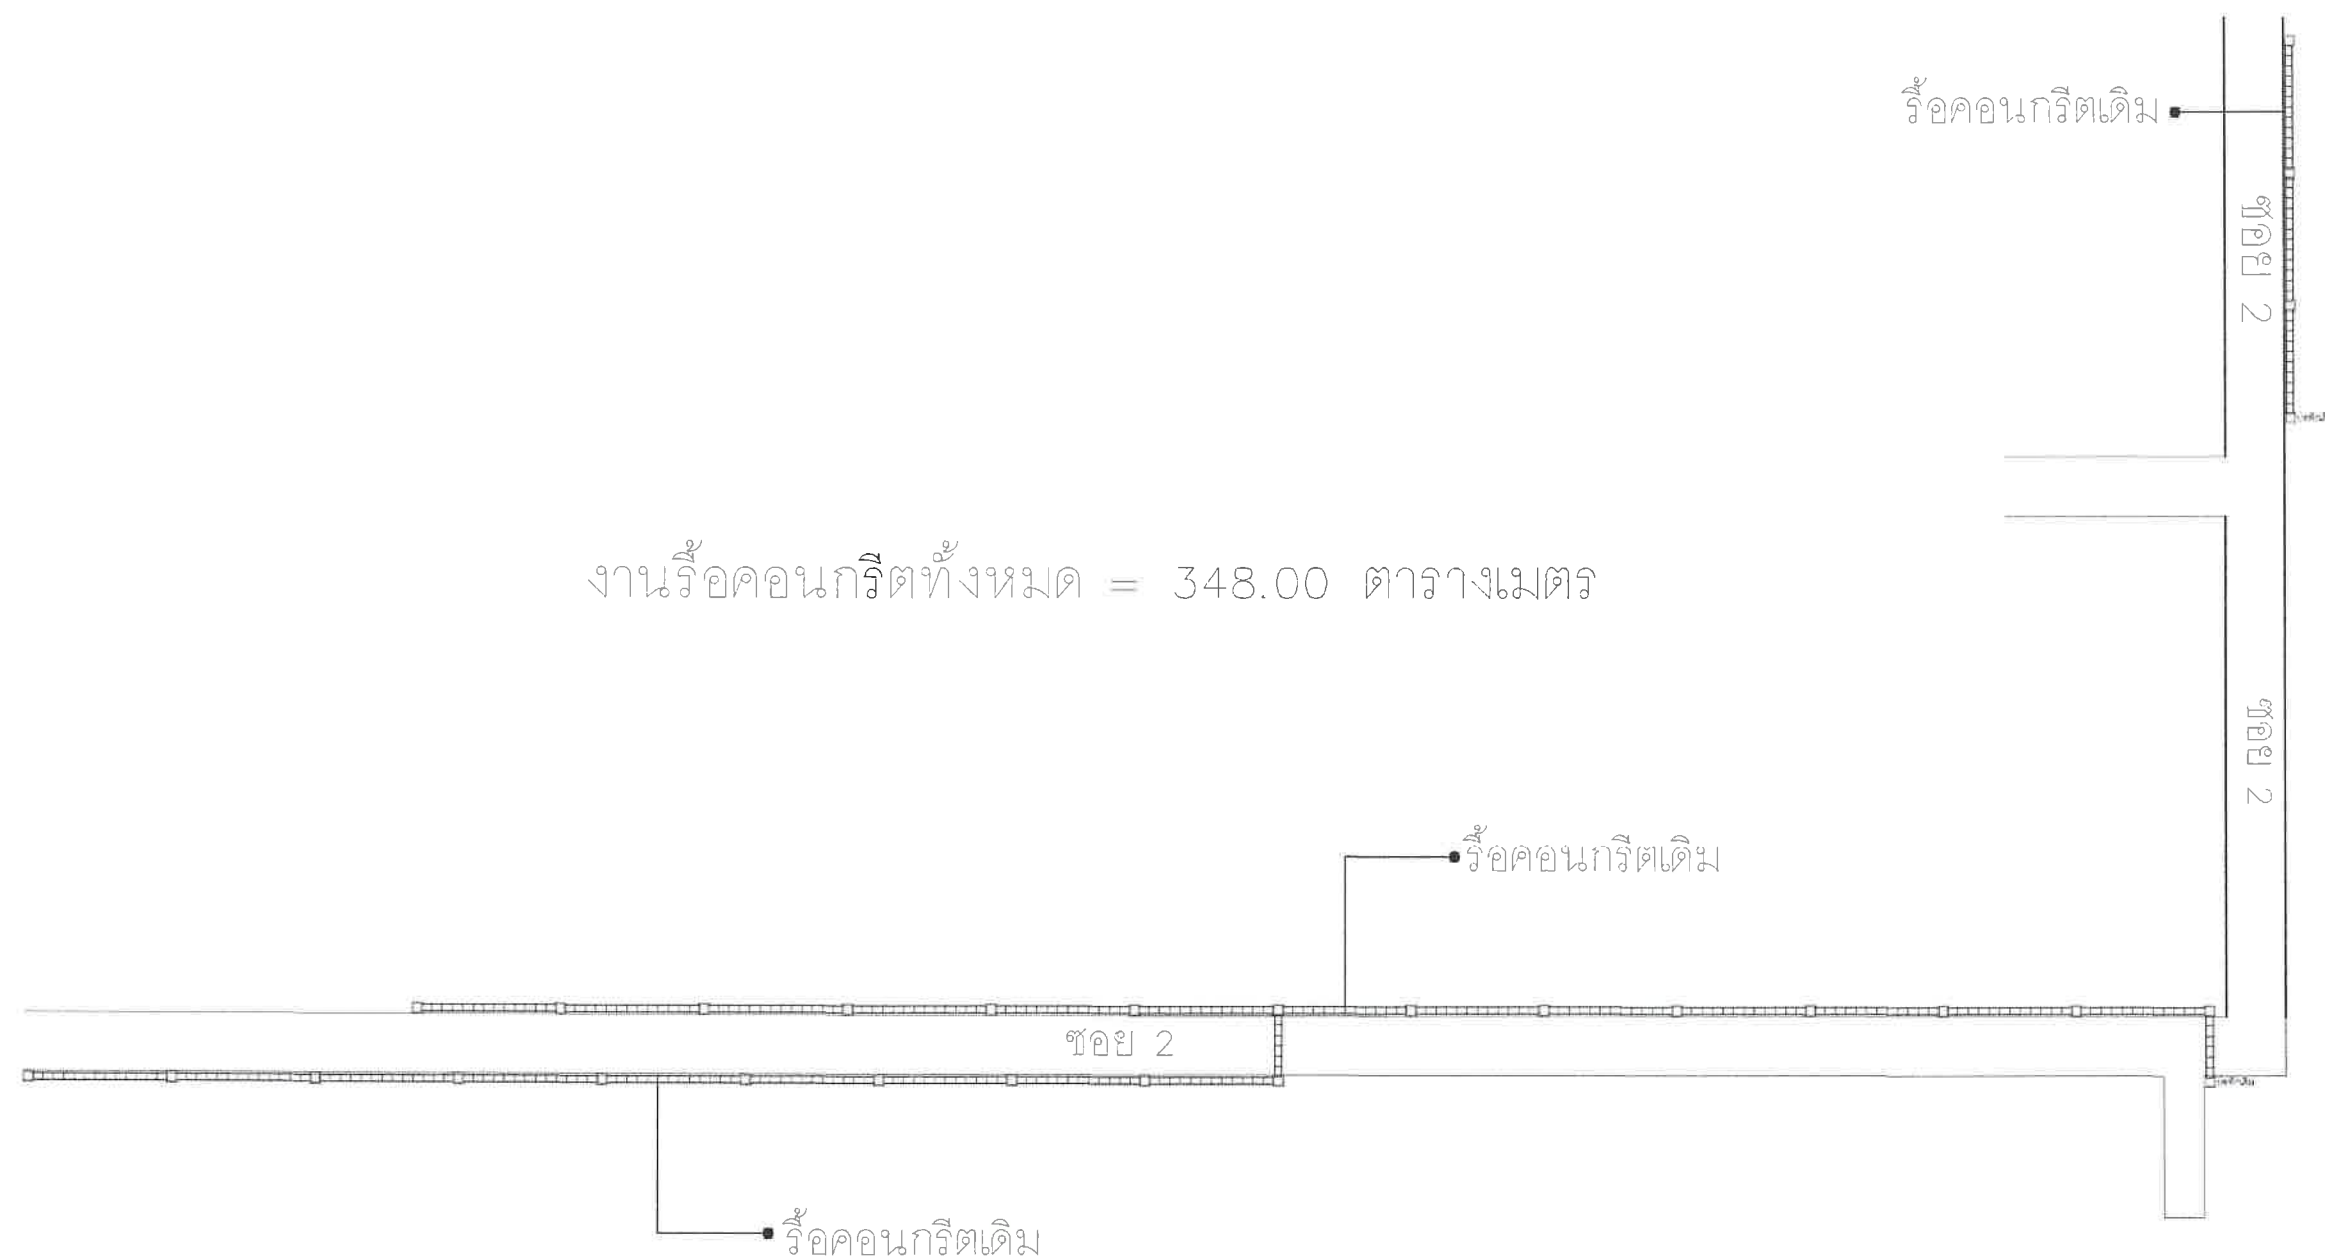 รื้อคอนกรีตเดิม
ซอย 2
งานรื้อคอนกรีตทั้งหมด = 348.00 ตารางเมตร
ซอย 2
รื้อคอนกรีตเดิม
ซอย 2
รื้อคอนกรีตเดิม